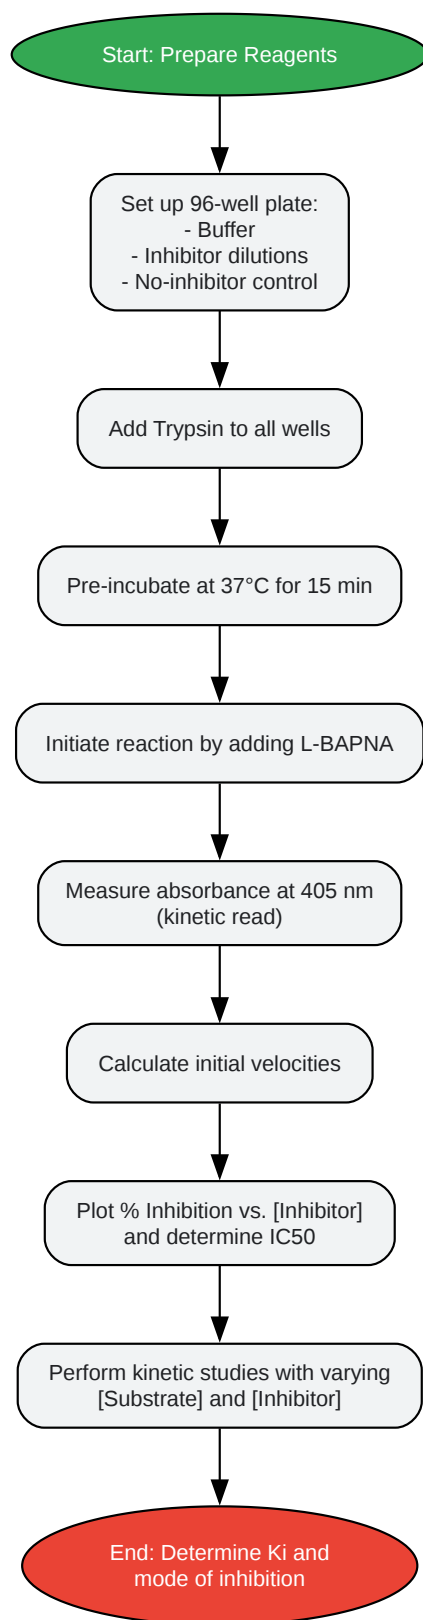 Start: Prepare Reagents
Set up 96-well plate:
- Buffer
- Inhibitor dilutions
- No-inhibitor control
Add Trypsin to all wells
Pre-incubate at 37°C for 15 min
Initiate reaction by adding L-BAPNA
Measure absorbance at 405 nm
(kinetic read)
Calculate initial velocities
Plot % Inhibition vs. [Inhibitor]
and determine IC50
Perform kinetic studies with varying
[Substrate] and [Inhibitor]
End: Determine Ki and
mode of inhibition